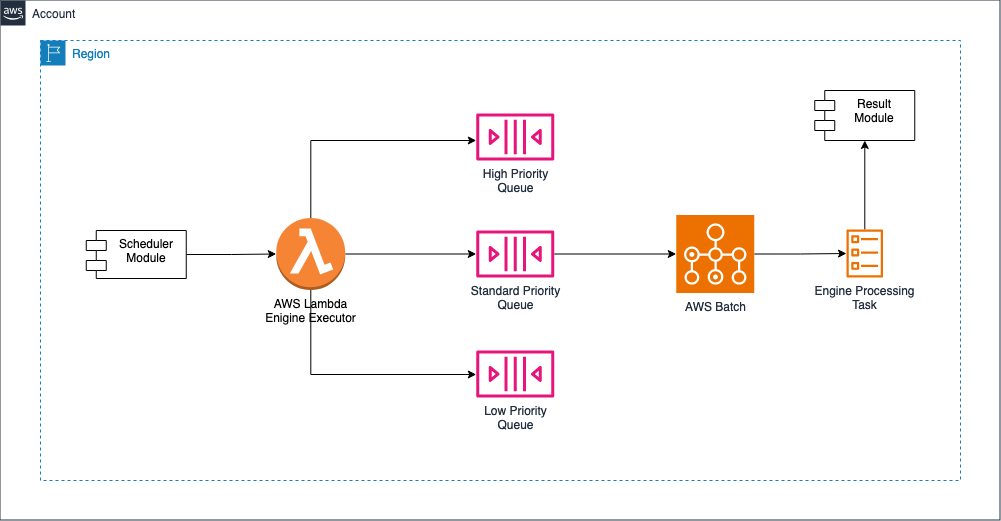 aws
Account
Region
High Priority
Queue
Result
Module
Scheduler
Module
AWS Lambda
Enigine Executor
Standard Priority
Queue
AWS Batch
Engine Processing
Task
Low Priority
Queue